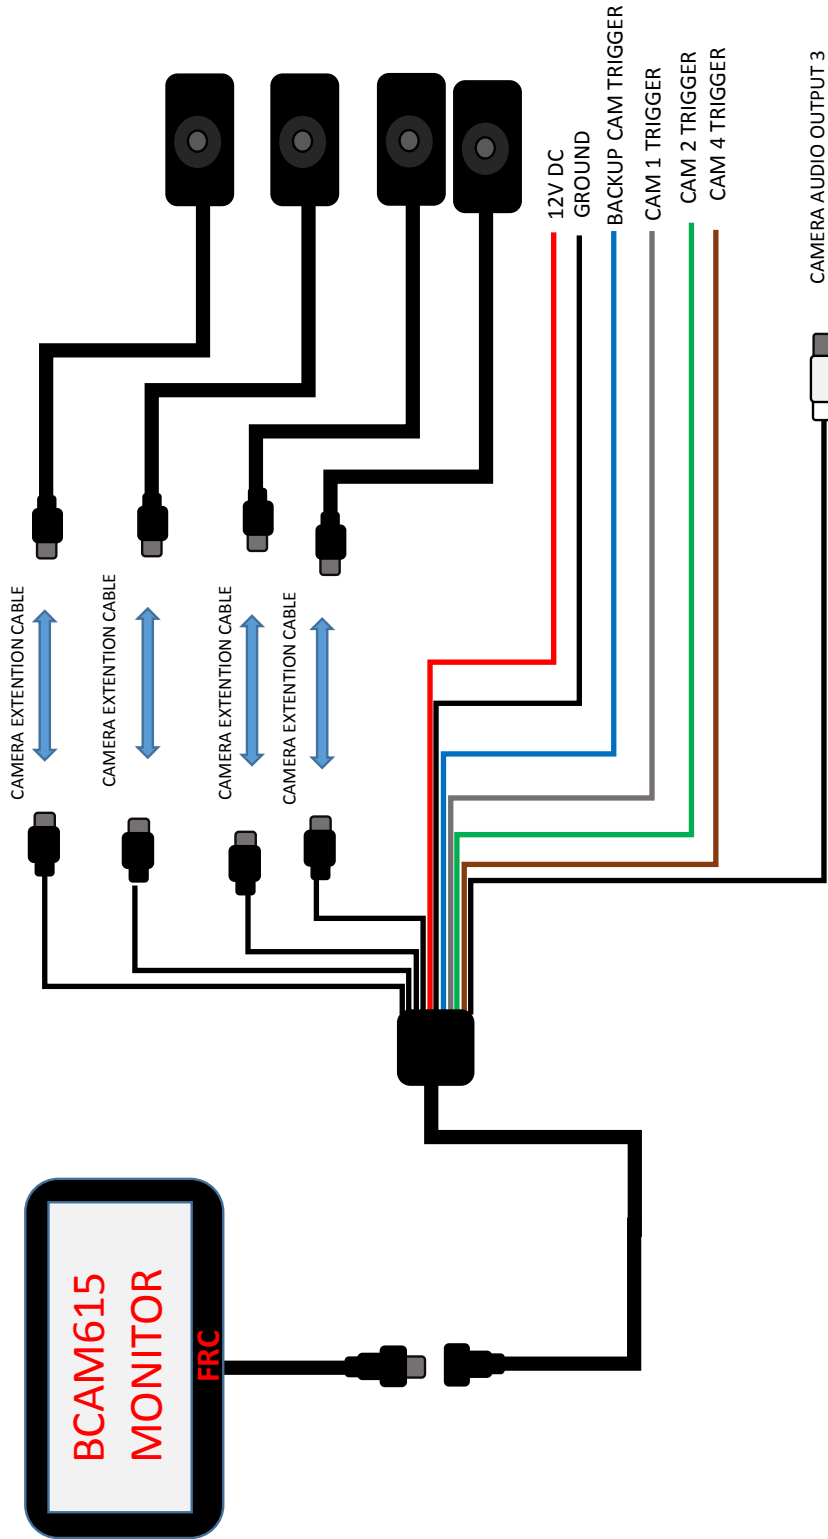 BCAM615
MONITOR
FRC
CAMERA EXTENTION CABLE
CAMERA EXTENTION CABLE
CAMERA EXTENTION CABLE
CAMERA EXTENTION CABLE
12V DC
GROUND
BACKUP CAM TRIGGER
CAM 1 TRIGGER
CAM 2 TRIGGER
CAM 4 TRIGGER
CAMERA AUDIO OUTPUT 3